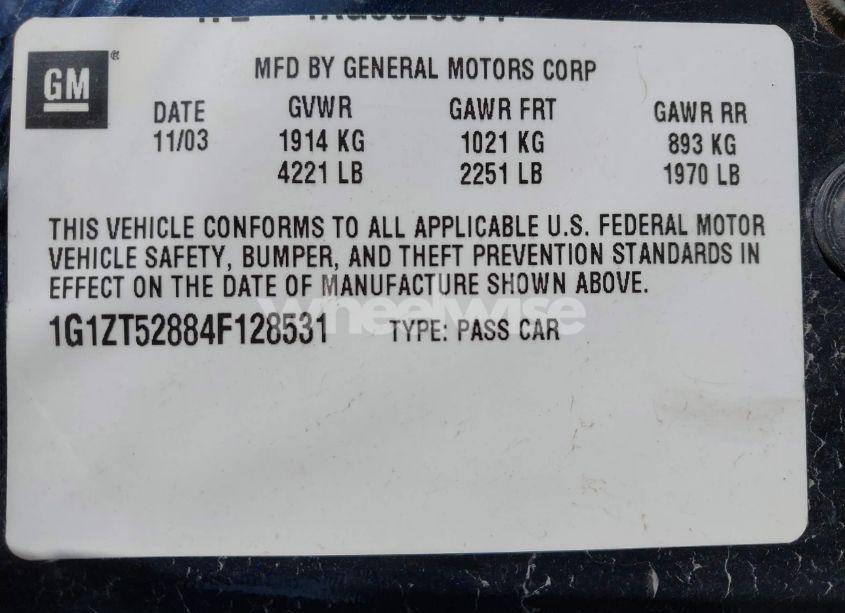 GM
MFD BY GENERAL MOTORS CORP
DATE GVWR GAWR FRT GAWR RR
11/03 1914 KG 1021 KG 893 KG
4221 LB 2251 LB 1970 LB
THIS VEHICLE CONFORMS TO ALL APPLICABLE U.S. FEDERAL MOTOR
VEHICLE SAFETY, BUMPER, AND THEFT PREVENTION STANDARDS IN
EFFECT ON THE DATE OF MANUFACTURE SHOWN ABOVE.
Wheelwise
1G1ZT52884F128531 TYPE: PASS CAR